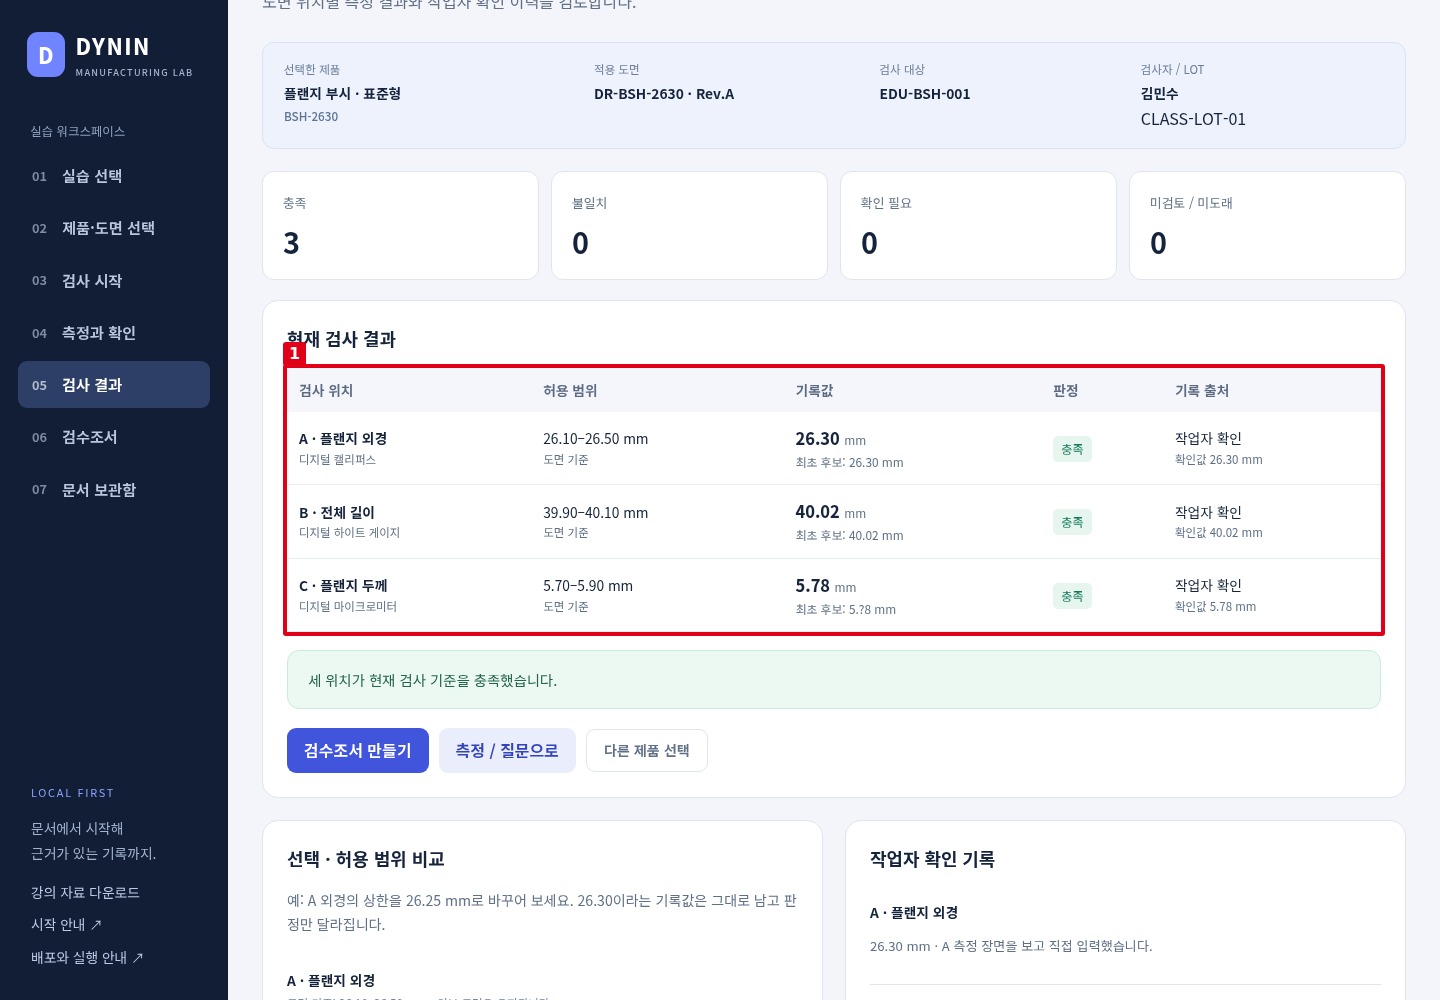 도면 위치별 측정 결과와 작업자 확인 이력을 검토합니다.
D
DYNIN
MANUFACTURING LAB
실습 워크스페이스
01 실습 선택
02 제품·도면 선택
03 검사 시작
04 측정과 확인
05 검사 결과
06 검수조서
07 문서 보관함
LOCAL FIRST
문서에서 시작해
근거가 있는 기록까지.
강의 자료 다운로드
시작 안내 ↗
배포와 실행 안내 ↗
선택한 제품
플랜지 부시 · 표준형
BSH-2630
적용 도면
DR-BSH-2630 · Rev.A
검사 대상
EDU-BSH-001
검사자 / LOT
김민수
CLASS-LOT-01
충족
3
불일치
0
확인 필요
0
미검토 / 미도래
0
현재 검사 결과
1
검사 위치 허용 범위 기록값 판정 기록 출처
A · 플랜지 외경 26.10–26.50 mm 26.30 mm 충족 작업자 확인
디지털 캘리퍼스 도면 기준 최초 후보: 26.30 mm 확인값 26.30 mm
B · 전체 길이 39.90–40.10 mm 40.02 mm 충족 작업자 확인
디지털 하이트 게이지 도면 기준 최초 후보: 40.02 mm 확인값 40.02 mm
C · 플랜지 두께 5.70–5.90 mm 5.78 mm 충족 작업자 확인
디지털 마이크로미터 도면 기준 최초 후보: 5.?8 mm 확인값 5.78 mm
세 위치가 현재 검사 기준을 충족했습니다.
검수조서 만들기 측정 / 질문으로 다른 제품 선택
선택 · 허용 범위 비교
예: A 외경의 상한을 26.25 mm로 바꾸어 보세요. 26.30이라는 기록값은 그대로 남고 판
정만 달라집니다.
A · 플랜지 외경
작업자 확인 기록
A · 플랜지 외경
26.30 mm · A 측정 장면을 보고 직접 입력했습니다.